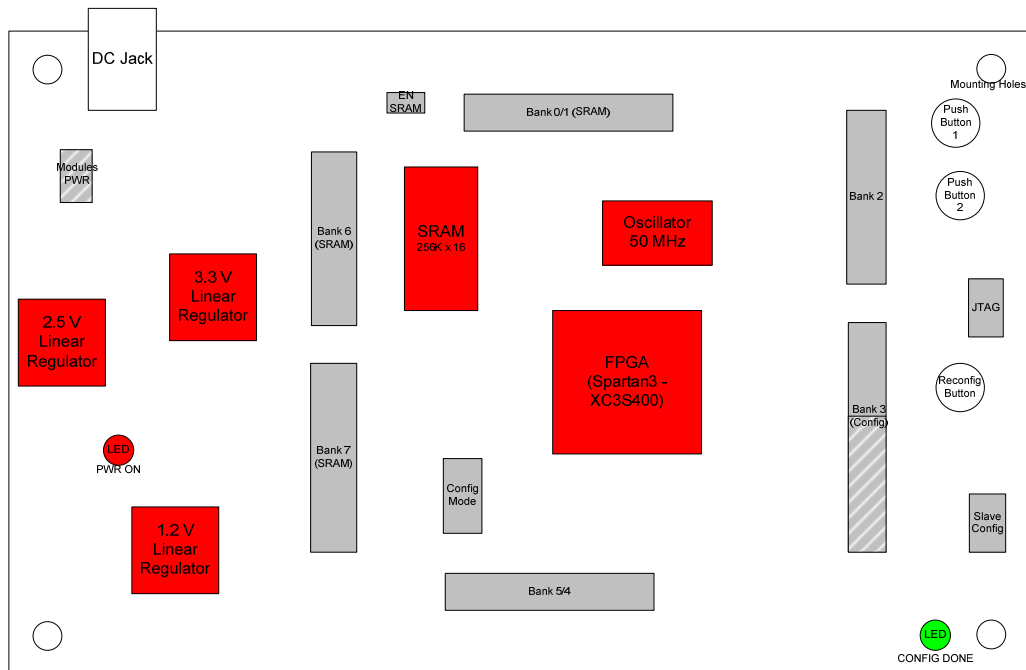 DC Jack
Mounting Holes
EN
SRAM
Bank 0/1 (SRAM)
Push
Button
1
Modules
PWR
Bank 6
(SRAM)
SRAM
256K x 16
Oscillator
50 MHz
Bank 2
Push
Button
2
3.3 V
Linear
Regulator
2.5 V
Linear
Regulator
JTAG
FPGA
(Spartan3 -
XC3S400)
Reconfig
Button
Bank 3
(Config)
LED
PWR ON
Bank 7
(SRAM)
Config
Mode
1.2 V
Linear
Regulator
Slave
Config
Bank 5/4
LED
CONFIG DONE